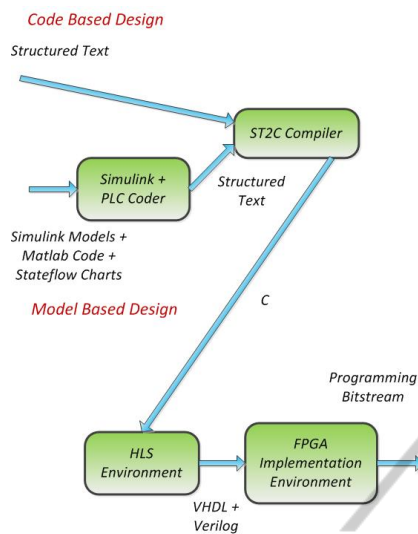 Code Based Design
Structured Text
ST2C Compiler
Simulink +
PLC Coder
Structured
Text
Simulink Models +
Matlab Code +
Stateflow Charts
Model Based Design
C
Programming
Bitstream
HLS
Environment
FPGA
Implementation
Environment
VHDL +
Verilog